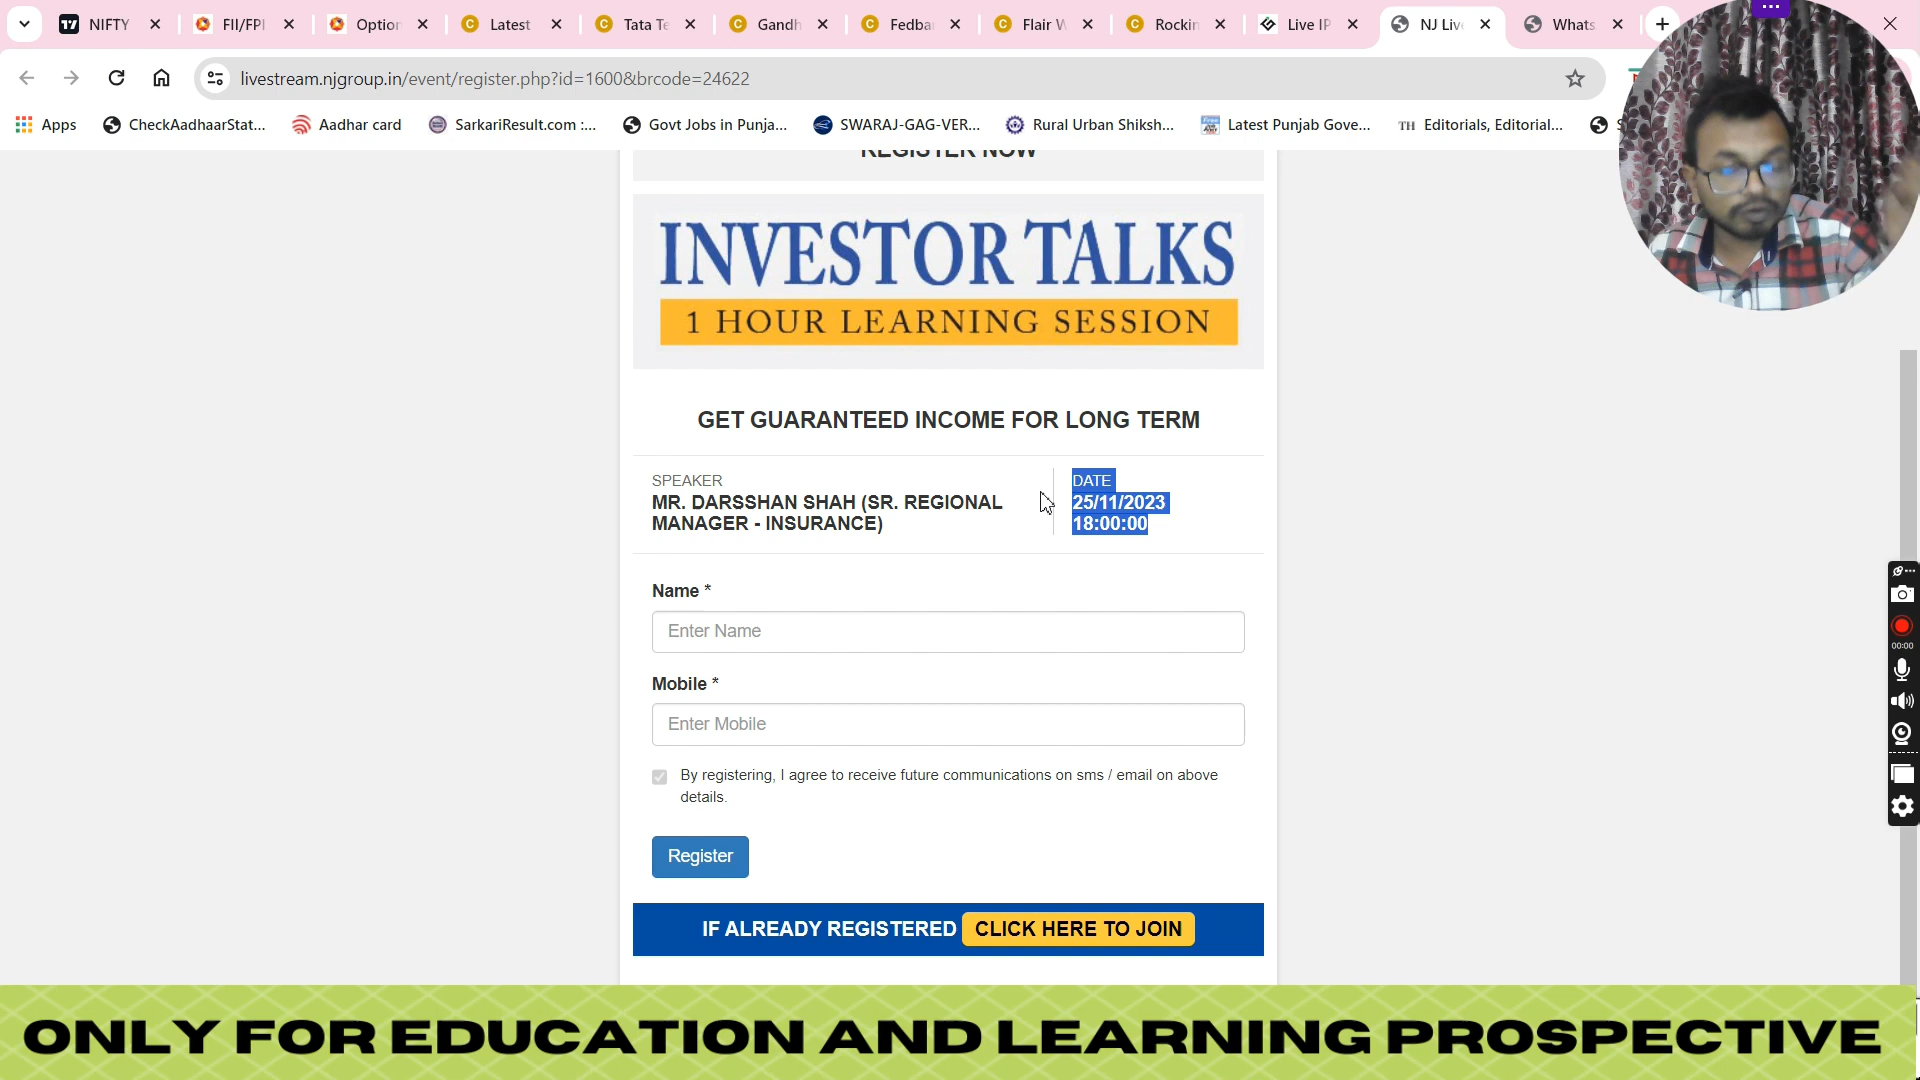 NIFTY
FII/FPI
Option
Latest
Tata Te
Gandh
Fedba
Flair W
Rockin
Live IP
NJ Liv
Whats
livestream.njgroup.in/event/register.php?id=1600&brcode=24622
Apps
CheckAadhaarStat...
Aadhar card
SarkariResult.com :...
Govt Jobs in Punja...
SWARAJ-GAG-VER...
Rural Urban Shiksh...
Latest Punjab Gove...
TH Editorials, Editorial...
REGISTER NOW
INVESTOR TALKS
1 HOUR LEARNING SESSION
GET GUARANTEED INCOME FOR LONG TERM
SPEAKER
MR. DARSSHAN SHAH (SR. REGIONAL
MANAGER - INSURANCE)
DATE
25/11/2023
18:00:00
Name *
Enter Name
Mobile *
Enter Mobile
By registering, I agree to receive future communications on sms / email on above
details.
Register
IF ALREADY REGISTERED CLICK HERE TO JOIN
00:00
ONLY FOR EDUCATION AND LEARNING PROSPECTIVE